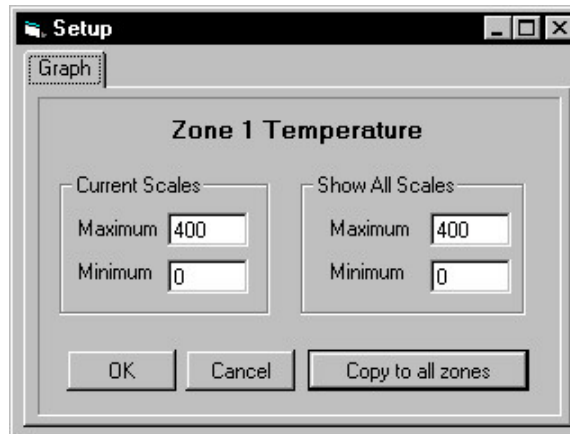 Setup
Graph
Zone 1 Temperature
Current Scales
Maximum 400
Minimum 0
Show All Scales
Maximum 400
Minimum 0
OK Cancel Copy to all zones